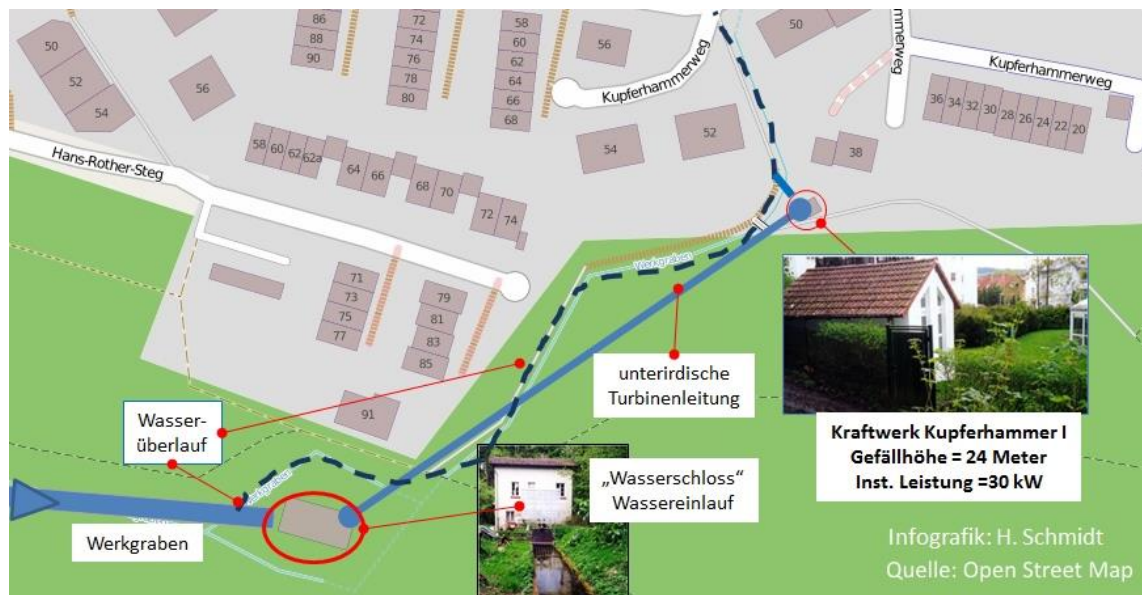 86
88
90
72
74
76
78
80
58
60
62
64
66
68
56
50
52
54
56
50
Kupferhammerweg
Kupferhammerweg
36
34
32
30
28
26
24
22
20
54
52
38
Hans-Rother-Steg
58
60
62
62a
64
66
68
70
72
74
71
73
75
77
79
81
83
85
91
Werkgraben
unterirdische
Turbinenleitung
Wasser-
überlauf
Werkgraben
Werkgraben
„Wasserschloss“
Wassereinlauf
Kraftwerk Kupferhammer I
Gefällhöhe = 24 Meter
Inst. Leistung =30 kW
Infografik: H. Schmidt
Quelle: Open Street Map